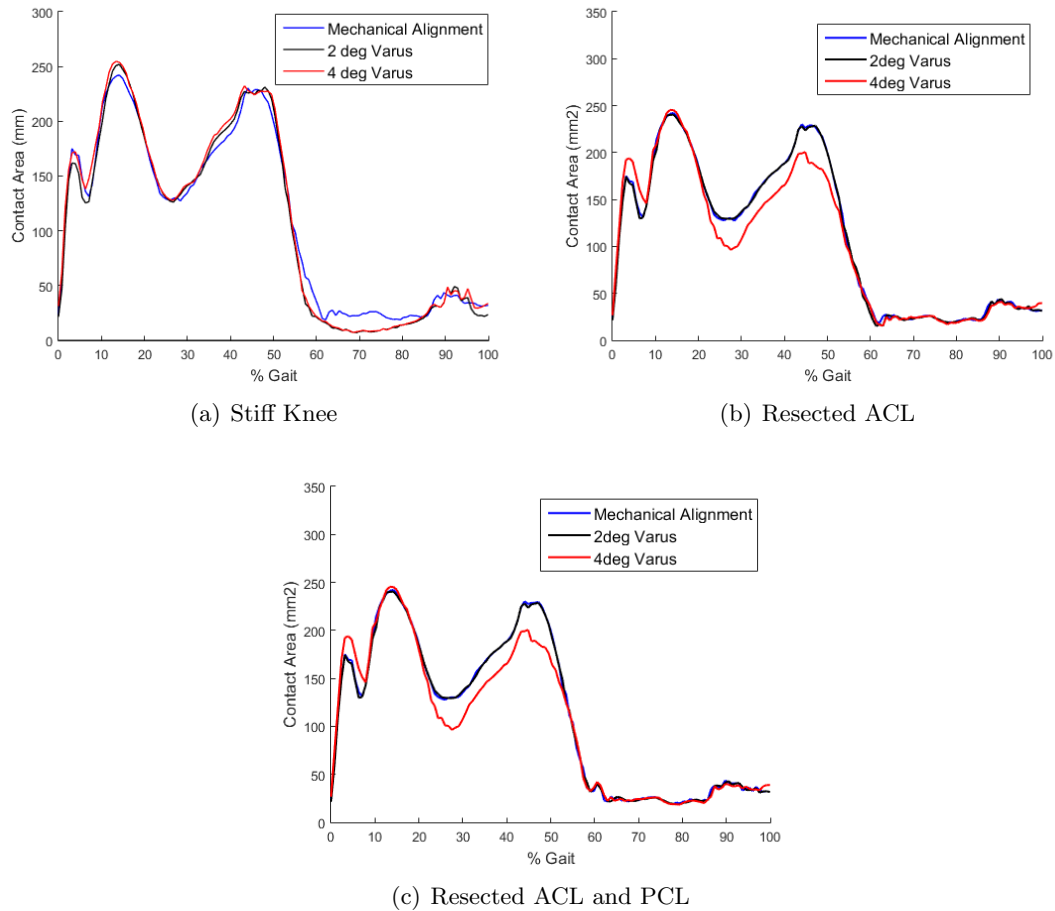 300
250
200
150
100
50
0
Contact Area (mm)
Mechanical Alignment
2 deg Varus
4 deg Varus
0 10 20 30 40 50 60 70 80 90 100
% Gait
(a) Stiff Knee
350
300
250
200
150
100
50
0
Contact Area (mm2)
Mechanical Alignment
2deg Varus
4deg Varus
0 10 20 30 40 50 60 70 80 90 100
% Gait
(b) Resected ACL
350
300
250
200
150
100
50
0
Contact Area (mm2)
Mechanical Alignment
2deg Varus
4deg Varus
0 10 20 30 40 50 60 70 80 90 100
% Gait
(c) Resected ACL and PCL